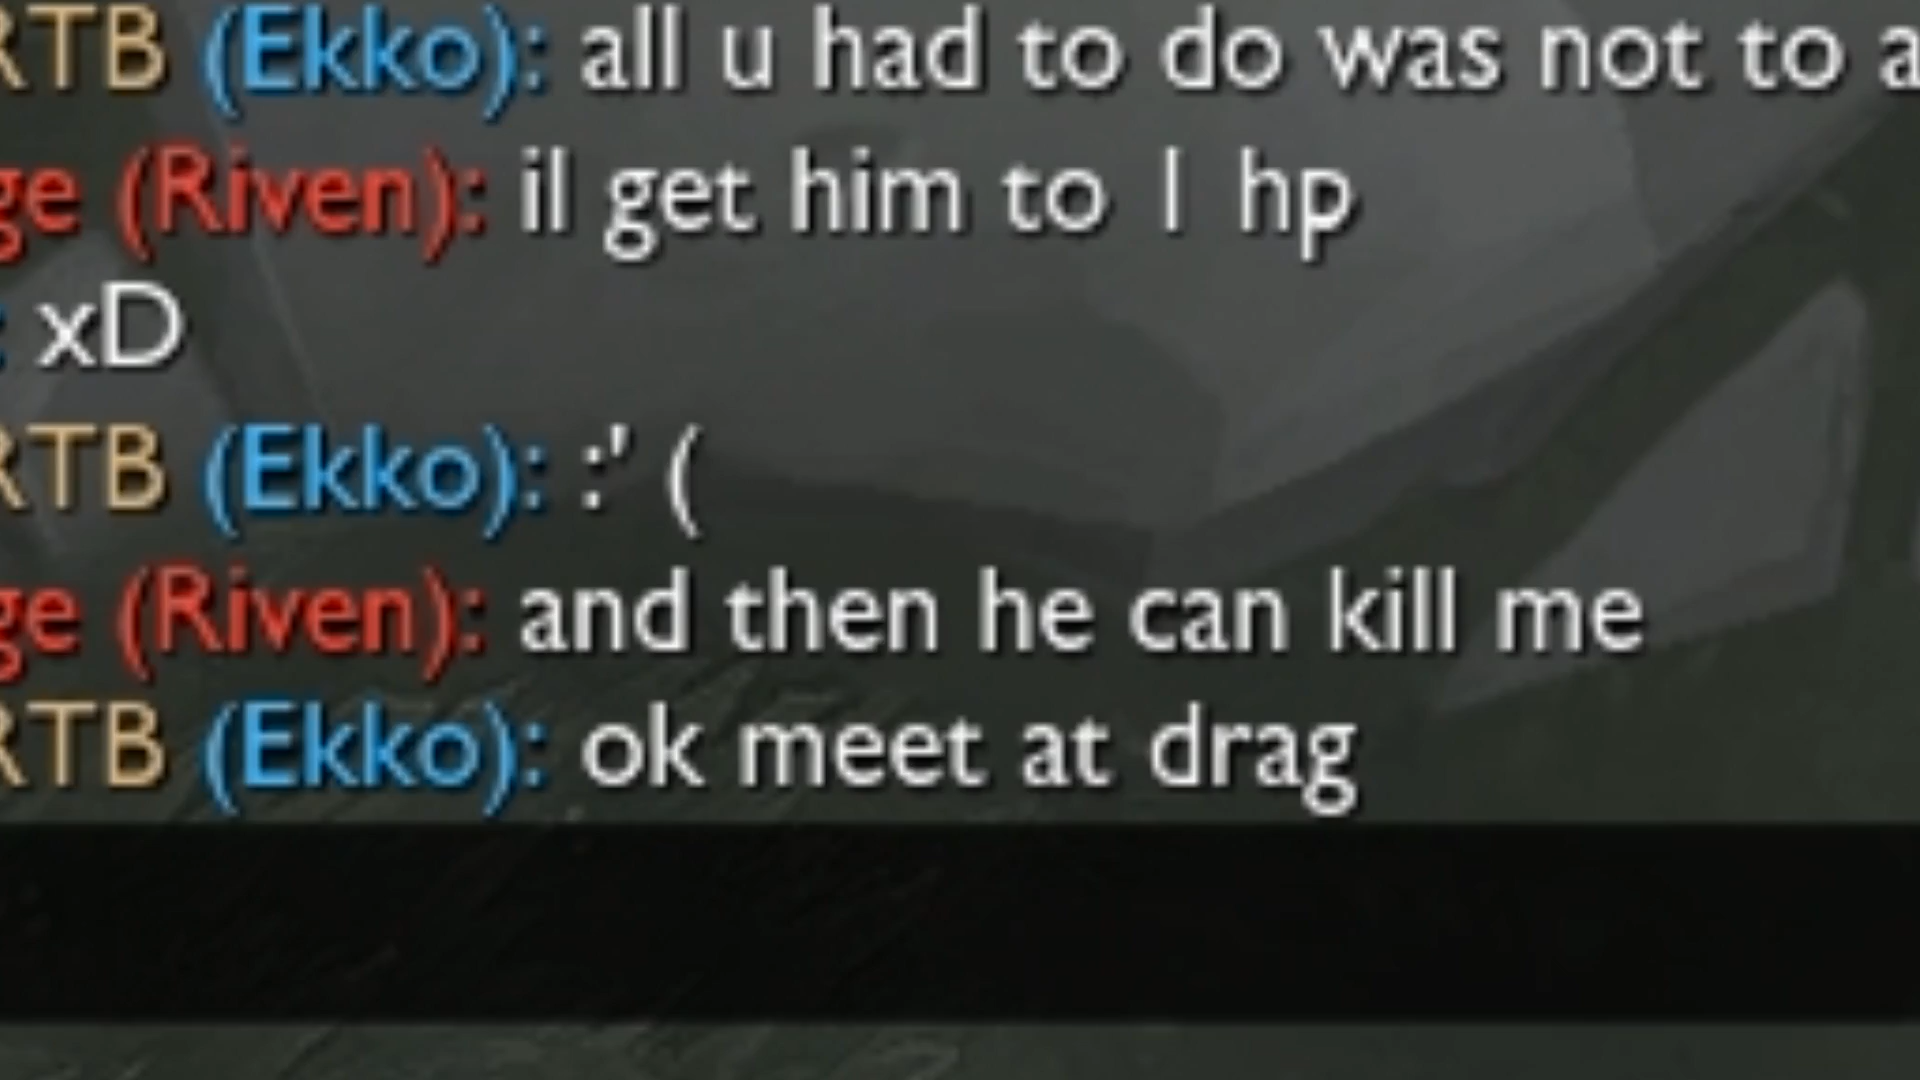 RTB (Ekko): all u had to do was not to a
ge (Riven): il get him to 1 hp
: xD
RTB (Ekko): :' (
ge (Riven): and then he can kill me
RTB (Ekko): ok meet at drag